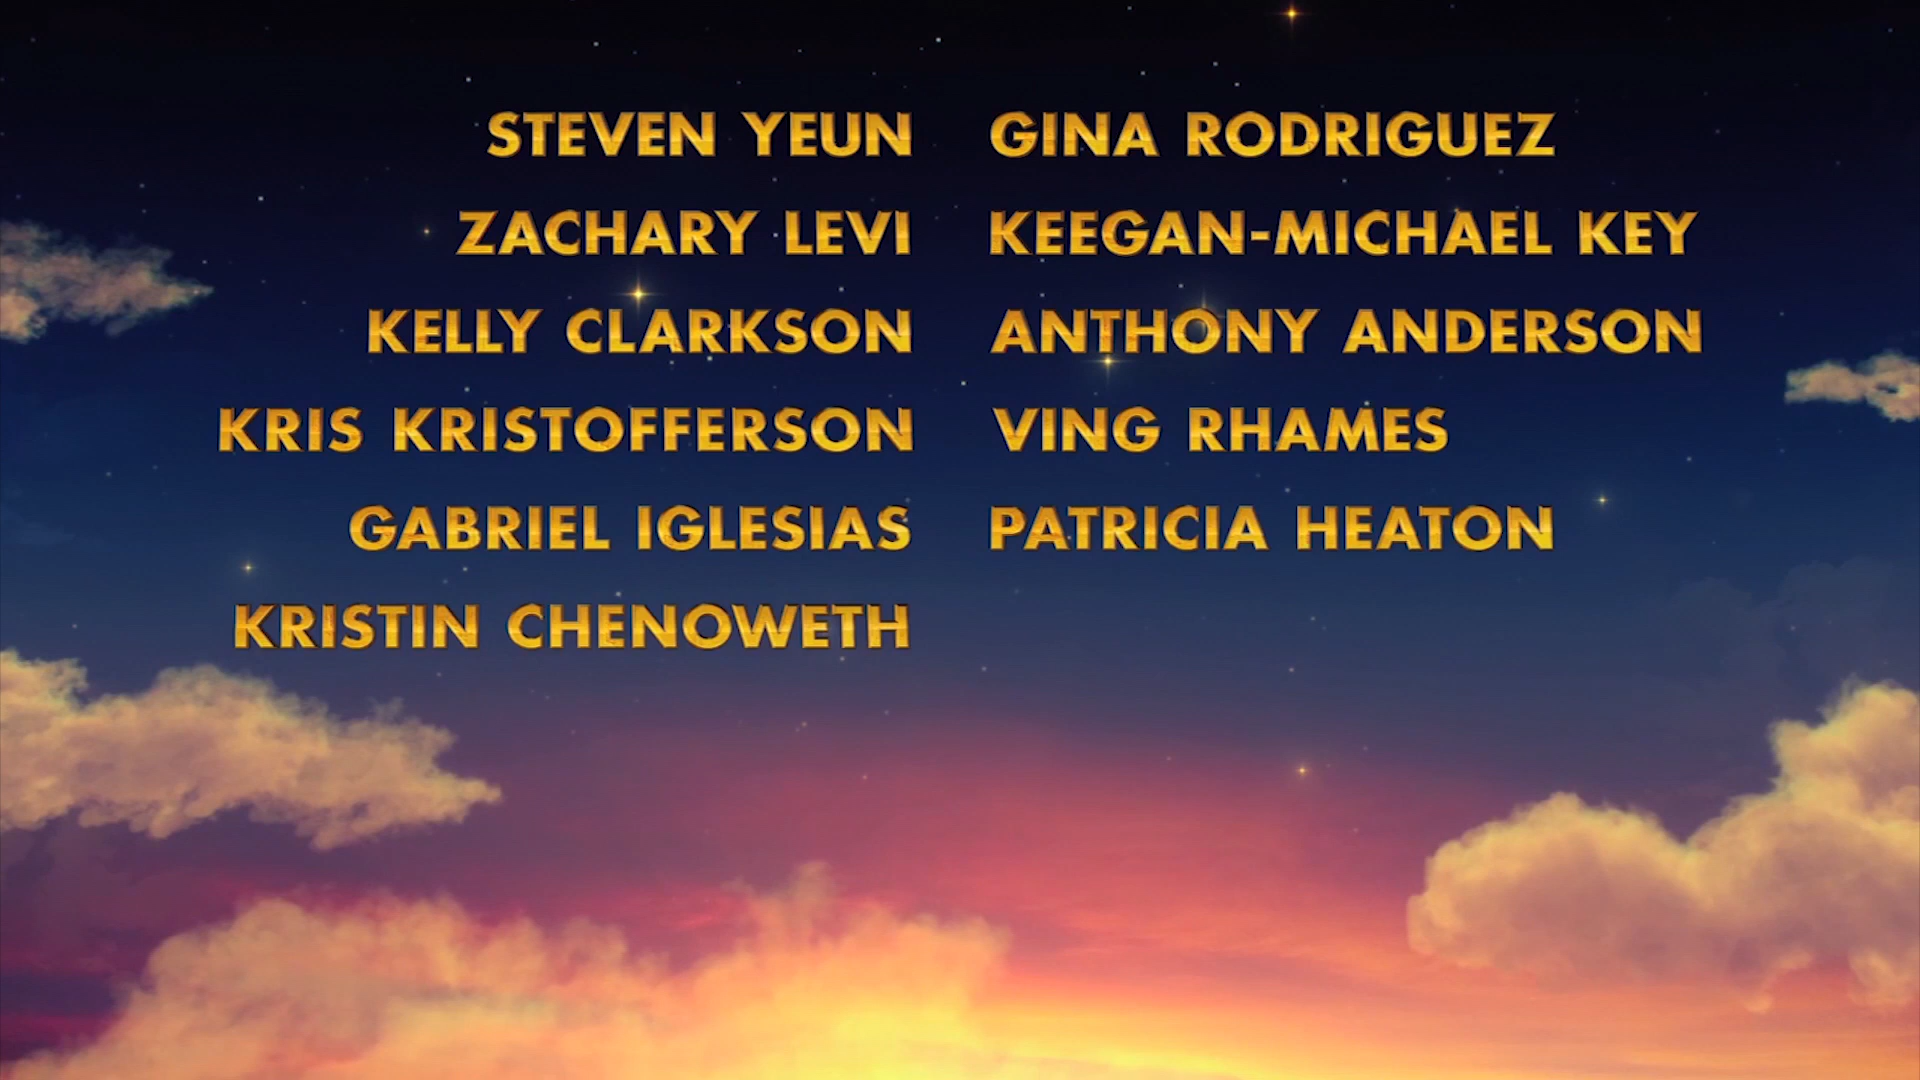 STEVEN YEUN GINA RODRIGUEZ
ZACHARY LEVI KEEGAN-MICHAEL KEY
KELLY CLARKSON ANTHONY ANDERSON
KRIS KRISTOFFERSON VING RHAMES
GABRIEL IGLESIAS PATRICIA HEATON
KRISTIN CHENOWETH